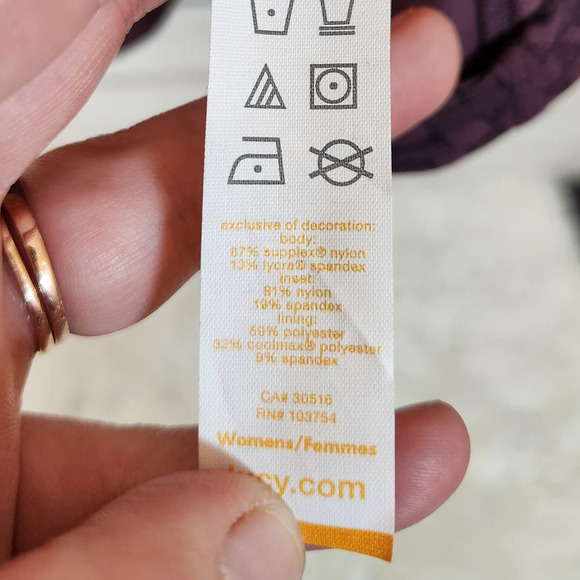 exclusive of decoration:
body:
87% supplex® nylon
13% lycra® spandex
inset:
81% nylon
19% spandex
lining:
59% polyester
32% coolmax® polyester
9% spandex
CA# 30516
RN# 103754
Womens/Femmes